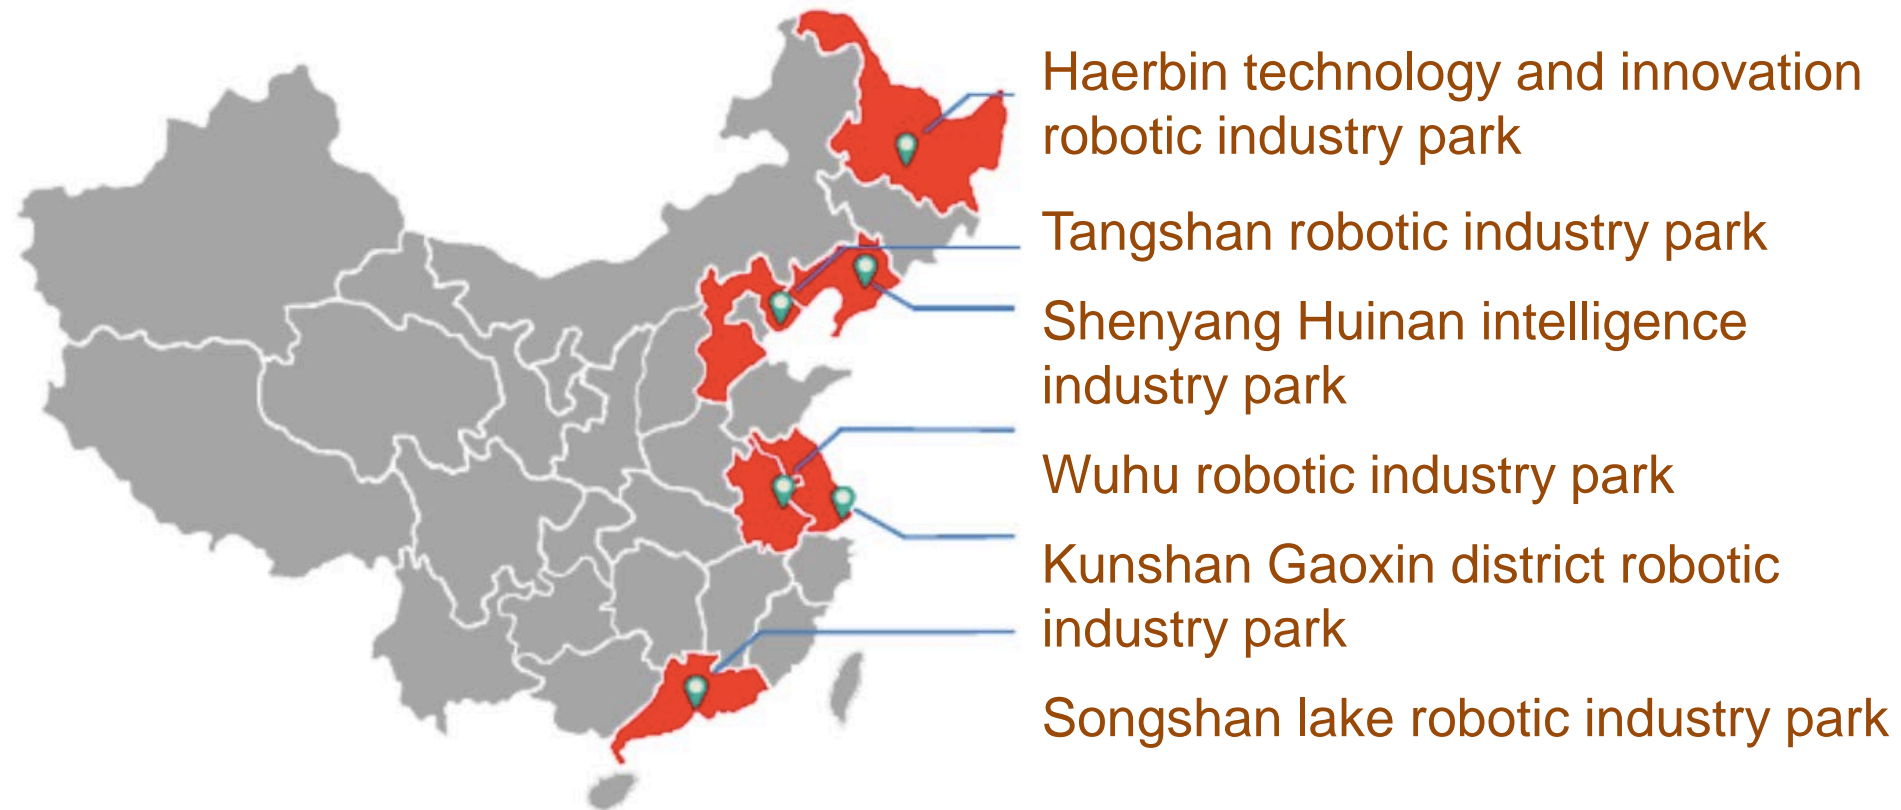 Haerbin technology and innovation
robotic industry park
Tangshan robotic industry park
Shenyang Huinan intelligence
industry park
Wuhu robotic industry park
Kunshan Gaoxin district robotic
industry park
Songshan lake robotic industry park